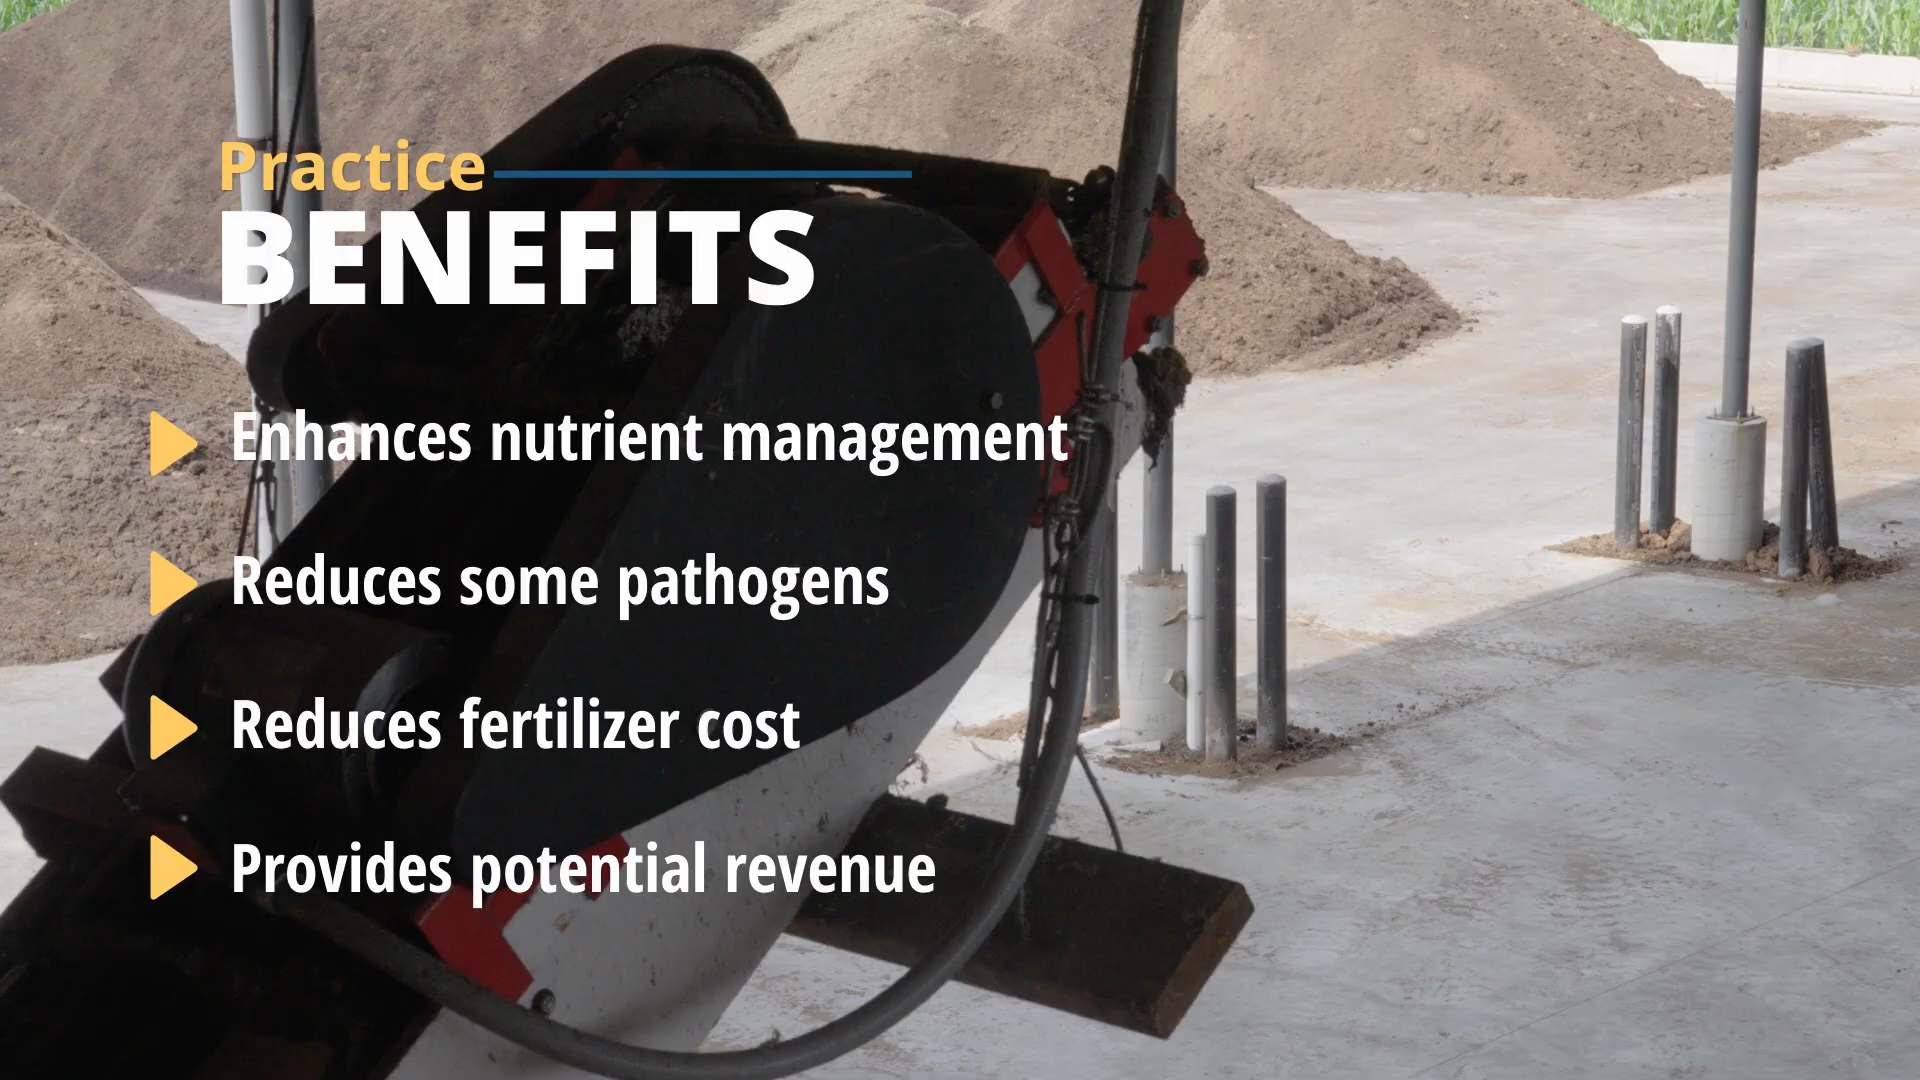 Practice
BENEFITS
Enhances nutrient management
Reduces some pathogens
Reduces fertilizer cost
Provides potential revenue